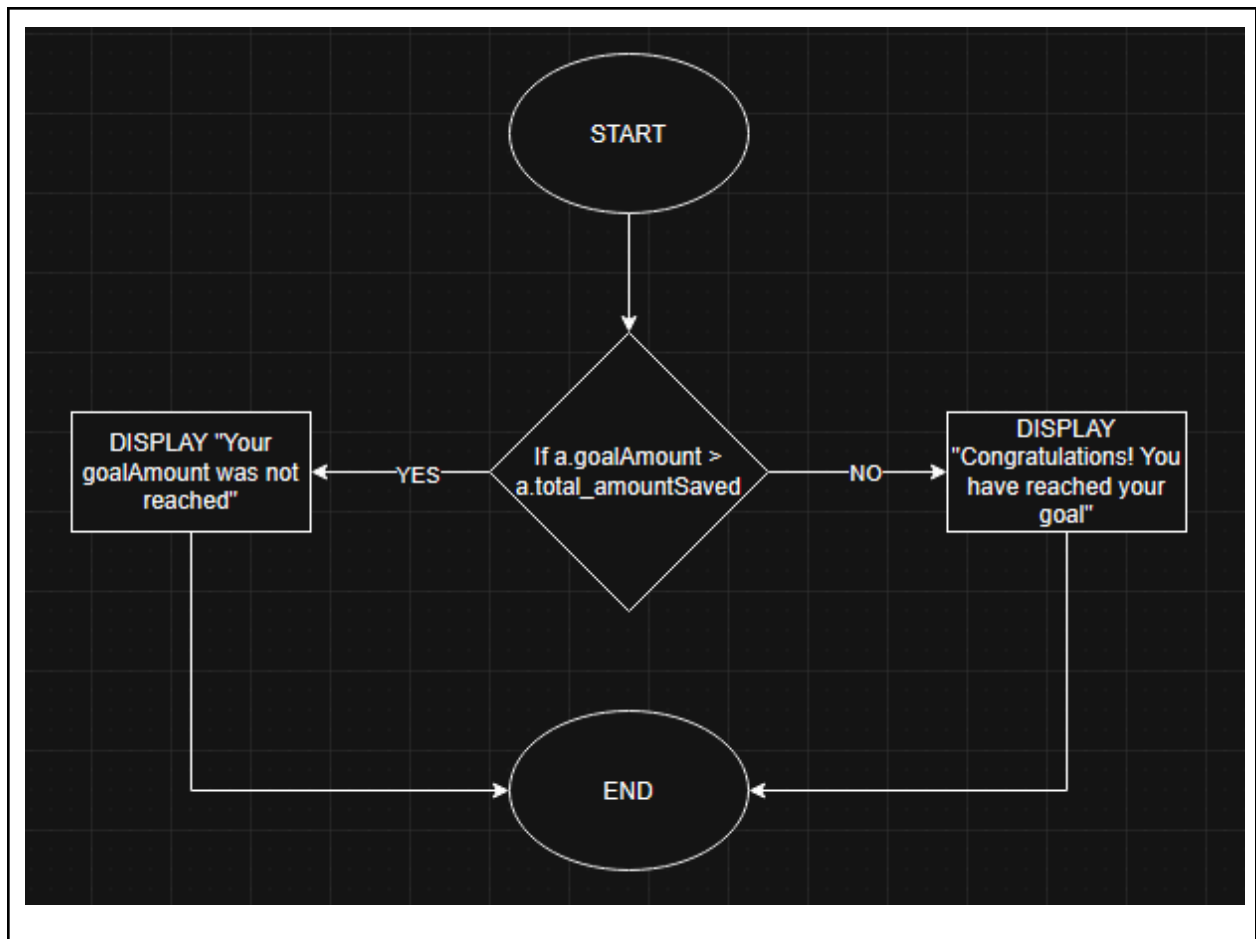 START
DISPLAY "Your
goalAmount was not
reached"
YES
If a.goalAmount >
a.total_amountSaved
NO
DISPLAY
"Congratulations! You
have reached your
goal"
END